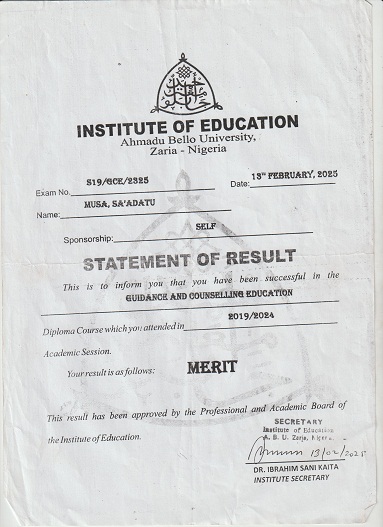 INSTITUTE OF EDUCATION
Ahmadu Bello University,
Zaria - Nigeria
Exam No. S19/GCE/2325 Date: 13TH FEBRUARY, 2025
Name: MUSA, SA'ADATU
Sponsorship: SELF
STATEMENT OF RESULT
This is to inform you that you have been successful in the
GUIDANCE AND COUNSELLING EDUCATION
Diploma Course which you attended in 2019/2024
Academic Session.
Your result is as follows: MERIT
This result has been approved by the Professional and Academic Board of
the Institute of Education.
SECRETARY
Institute of Education
A. B. U. Zaria, Nigeria
13/02/2025
DR. IBRAHIM SANI KAITA
INSTITUTE SECRETARY